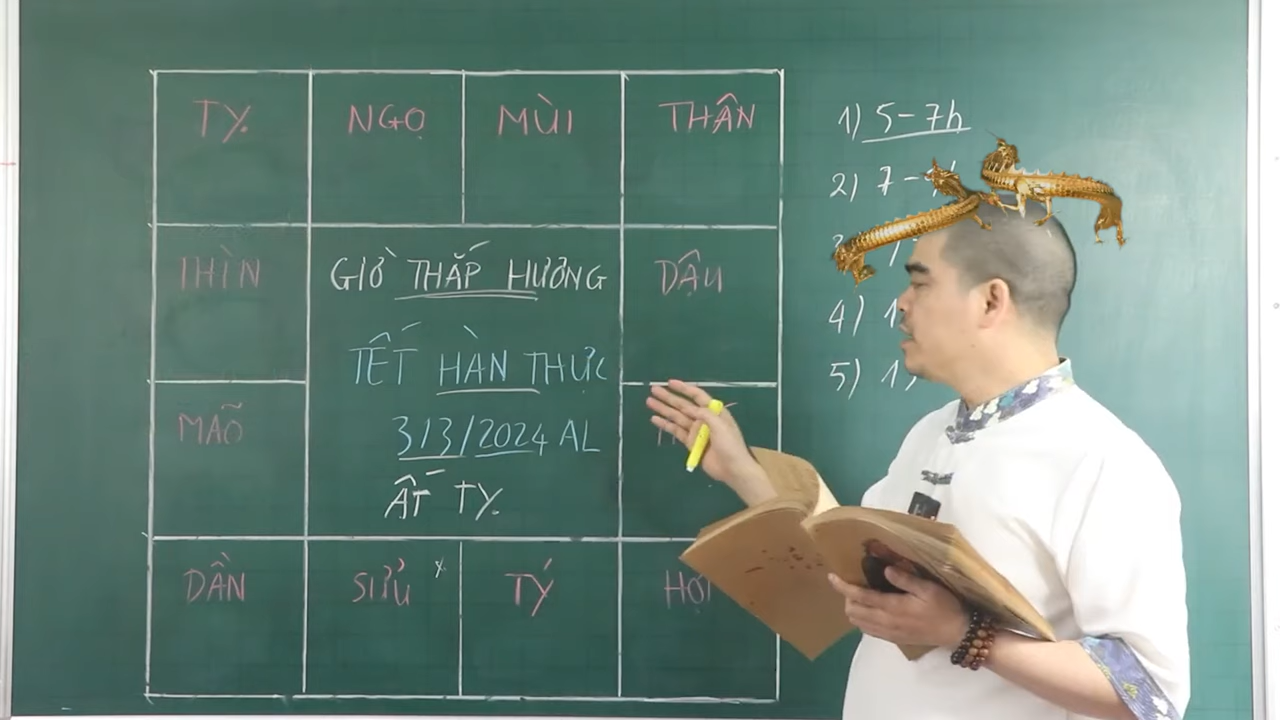 TỴ NGỌ MÙI THÂN
THÌN
GIỜ THẮP HƯƠNG
DẬU
TẾT HÀN THỰC
MÃO
3/3/2024 AL
ẤT TỴ
DẦN SỬU TÝ HỢI
1) 5-7h
2) 7-
4) 1
5) 1